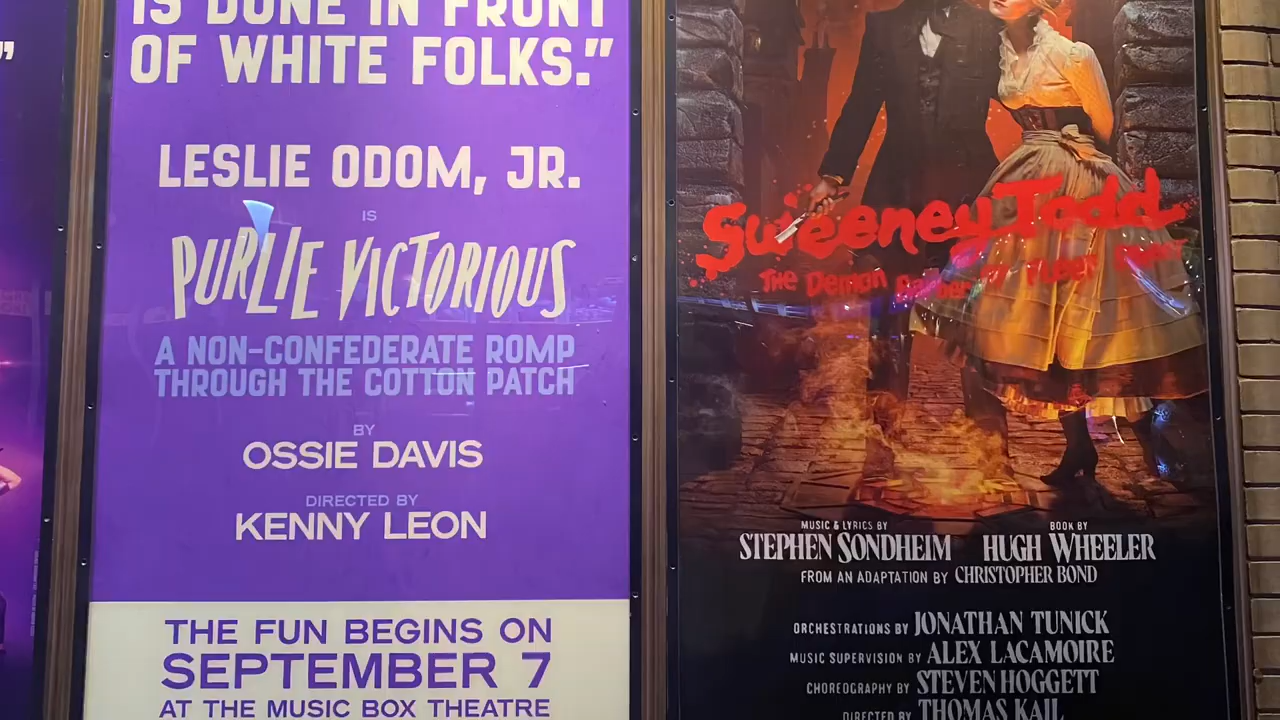 ”
IS DONE IN FRONT
OF WHITE FOLKS.”
LESLIE ODOM, JR.
IS
PURLIE VICTORIOUS
A NON-CONFEDERATE ROMP
THROUGH THE COTTON PATCH
BY
OSSIE DAVIS
DIRECTED BY
KENNY LEON
THE FUN BEGINS ON
SEPTEMBER 7
AT THE MUSIC BOX THEATRE
Sweeney Todd
The Demon Barber of Fleet Street
MUSIC & LYRICS BY
STEPHEN SONDHEIM
BOOK BY
HUGH WHEELER
FROM AN ADAPTATION BY CHRISTOPHER BOND
ORCHESTRATIONS BY JONATHAN TUNICK
MUSIC SUPERVISION BY ALEX LACAMOIRE
CHOREOGRAPHY BY STEVEN HOGGETT
DIRECTED BY THOMAS KAIL